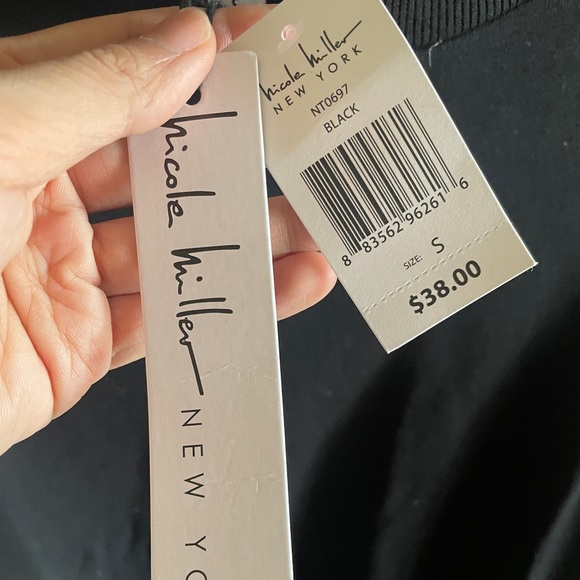 nicole miller
NEW YORK
NT0697
BLACK
8 83562 96261 6
SIZE: S
$38.00
nicole miller
NEW YO